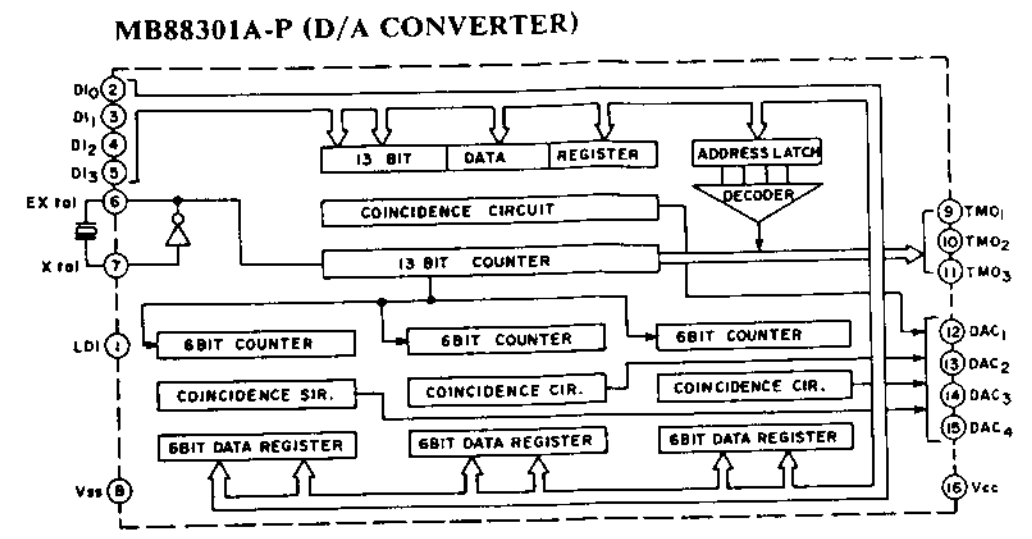 MB88301A-P (D/A CONVERTER)
DI0 2
DI1 3
DI2 4
DI3 5
EX tal 6
X tal 7
LDI 1
Vss 8
13 BIT DATA REGISTER
ADDRESS LATCH
DECODER
COINCIDENCE CIRCUIT
13 BIT COUNTER
9 TMO1
10 TMO2
11 TMO3
6BIT COUNTER
6BIT COUNTER
6BIT COUNTER
12 DAC1
13 DAC2
14 DAC3
15 DAC4
COINCIDENCE SIR.
COINCIDENCE CIR.
COINCIDENCE CIR.
6BIT DATA REGISTER
6BIT DATA REGISTER
6BIT DATA REGISTER
16 Vcc